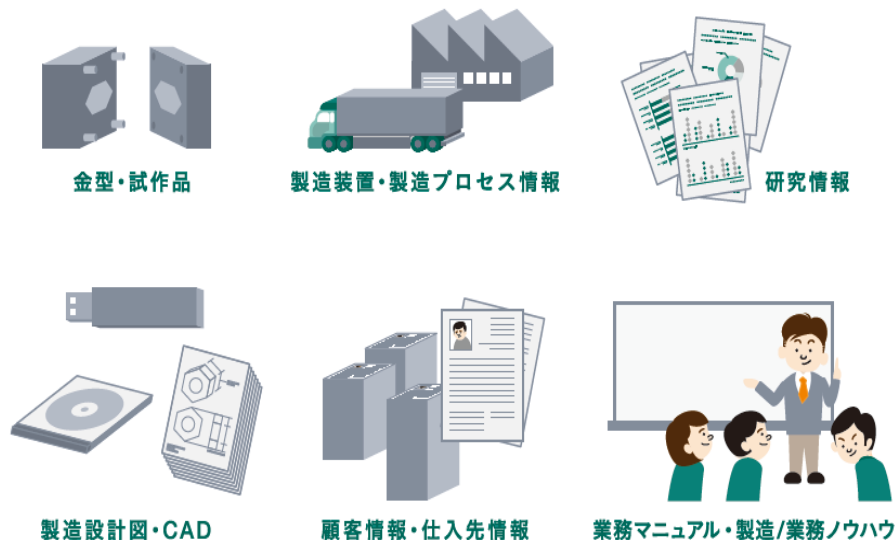 金型・試作品
製造装置・製造プロセス情報
研究情報
製造設計図・CAD
顧客情報・仕入先情報
業務マニュアル・製造/業務ノウハウ